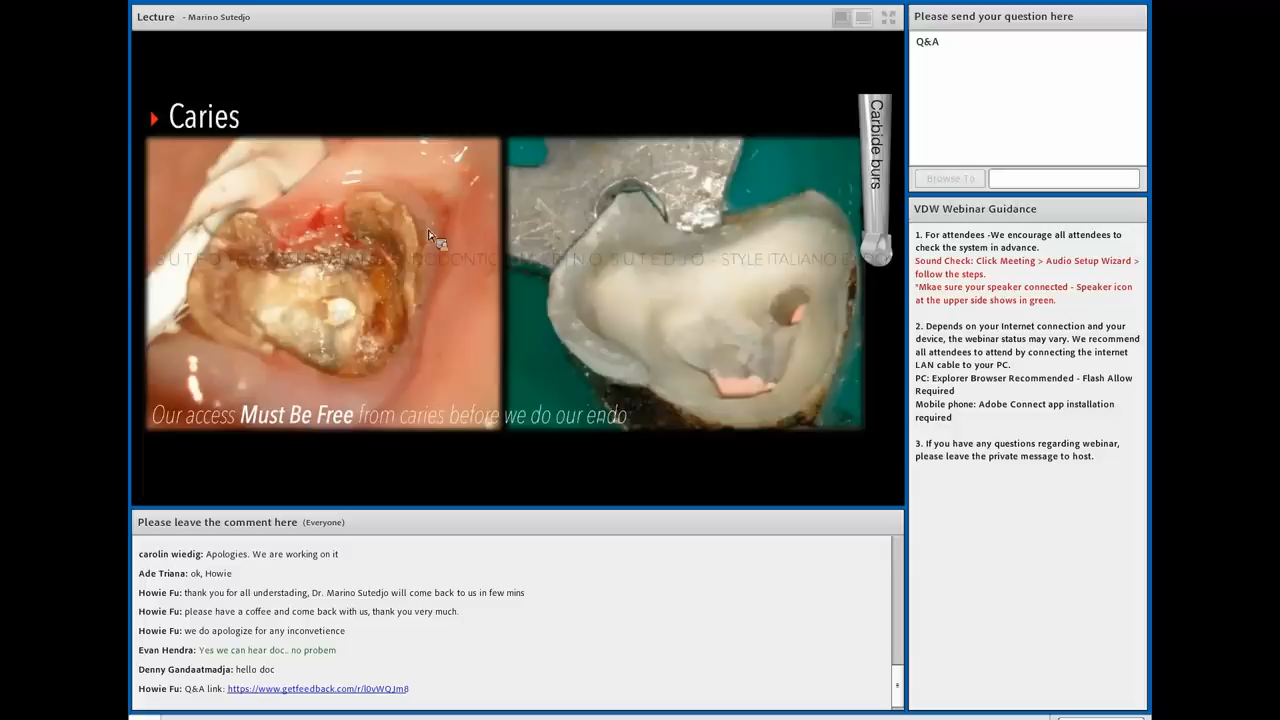 Lecture - Marino Sutedjo
Caries
Carbide burs
SUTEDJO - STYLE ITALIANO
Our access Must Be Free from caries before we do our endo
Please leave the comment here (Everyone)
carolin wiedig: Apologies. We are working on it
Ade Triana: ok, Howie
Howie Fu: thank you for all understading, Dr. Marino Sutedjo will come back to us in few mins
Howie Fu: please have a coffee and come back with us, thank you very much.
Howie Fu: we do apologize for any inconvetience
Evan Hendra: Yes we can hear doc.. no probem
Denny Gandaatmadja: hello doc
Howie Fu: Q&A link: https://www.getfeedback.com/r/l0vWQJm8
Please send your question here
Q&A
Browse To
VDW Webinar Guidance
1. For attendees -We encourage all attendees to
check the system in advance.
Sound Check: Click Meeting > Audio Setup Wizard >
follow the steps.
*Mkae sure your speaker connected - Speaker icon
at the upper side shows in green.
2. Depends on your Internet connection and your
device, the webinar status may vary. We recommend
all attendees to attend by connecting the internet
LAN cable to your PC.
PC: Explorer Browser Recommended - Flash Allow
Required
Mobile phone: Adobe Connect app installation
required
3. If you have any questions regarding webinar,
please leave the private message to host.